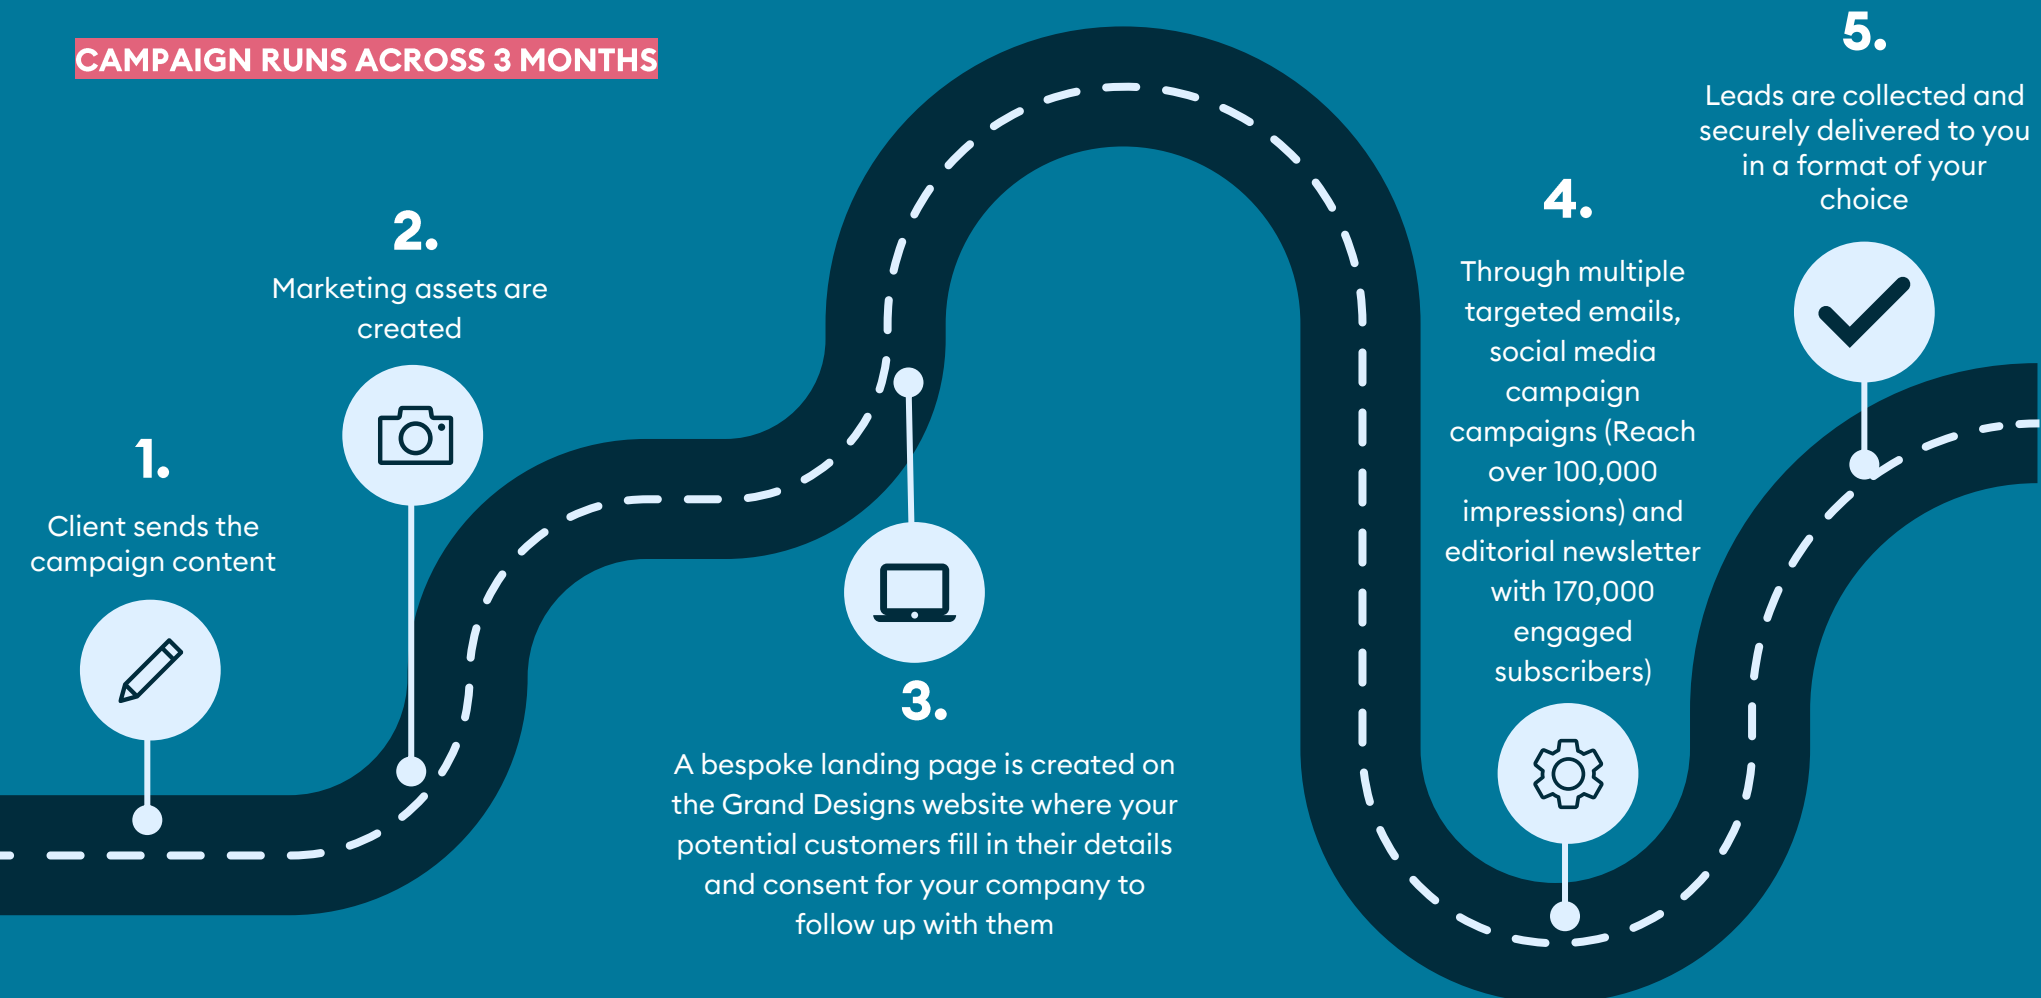 CAMPAIGN RUNS ACROSS 3 MONTHS
1.
Client sends the
campaign content
2.
Marketing assets are
created
3.
A bespoke landing page is created on
the Grand Designs website where your
potential customers fill in their details
and consent for your company to
follow up with them
4.
Through multiple
targeted emails,
social media
campaign
campaigns (Reach
over 100,000
impressions) and
editorial newsletter
with 170,000
engaged
subscribers)
5.
Leads are collected and
securely delivered to you
in a format of your
choice